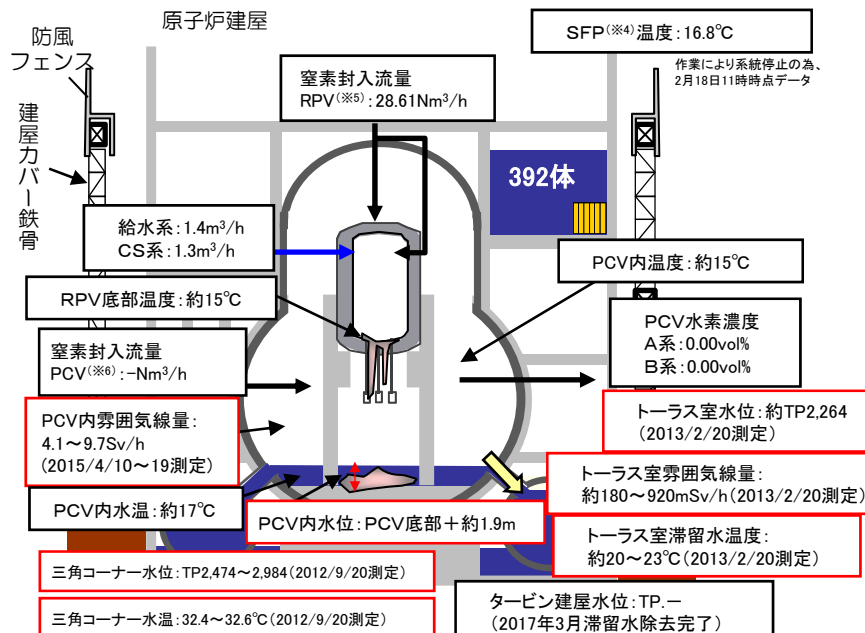 原子炉建屋
防風
フェンス
建屋カバー鉄骨
SFP(※4)温度：16.8℃
作業により系統停止の為、
2月18日11時時点データ
窒素封入流量
RPV(※5)：28.61Nm³/h
392体
給水系：1.4m³/h
CS系：1.3m³/h
PCV内温度：約15℃
RPV底部温度：約15℃
PCV水素濃度
A系：0.00vol%
B系：0.00vol%
窒素封入流量
PCV(※6)：-Nm³/h
トーラス室水位：約TP2,264
(2013/2/20測定)
PCV内雰囲気線量：
4.1～9.7Sv/h
(2015/4/10～19測定)
トーラス室雰囲気線量：
約180～920mSv/h(2013/2/20測定)
PCV内水温：約17℃
PCV内水位：PCV底部＋約1.9m
トーラス室滞留水温度：
約20～23℃(2013/2/20測定)
三角コーナー水位：TP2,474～2,984(2012/9/20測定)
三角コーナー水温：32.4～32.6℃(2012/9/20測定)
タービン建屋水位：TP.－
(2017年3月滞留水除去完了)